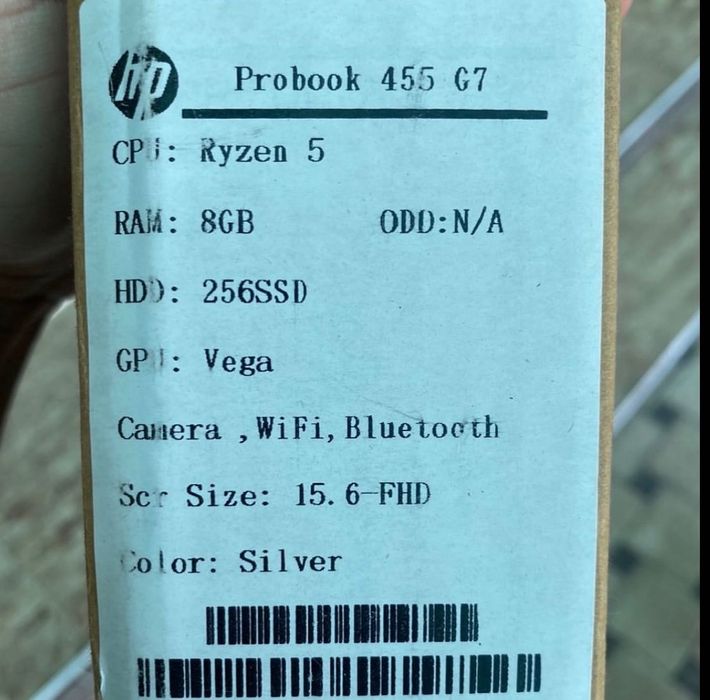 hp Probook 455 G7
CPU: Ryzen 5
RAM: 8GB ODD:N/A
HDD: 256SSD
GPU: Vega
Camera ,WiFi,Bluetooth
Scr Size: 15.6-FHD
Color: Silver